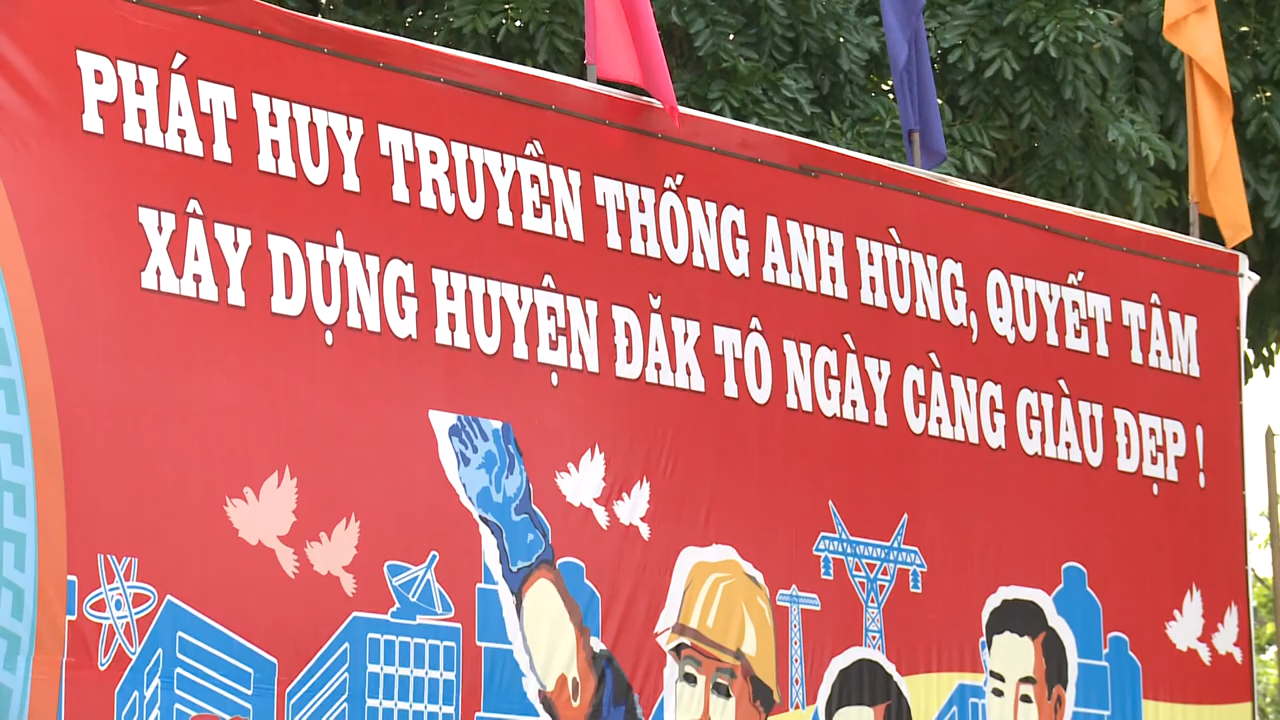 PHÁT HUY TRUYỀN THỐNG ANH HÙNG, QUYẾT TÂM
XÂY DỰNG HUYỆN ĐĂK TÔ NGÀY CÀNG GIÀU ĐẸP !